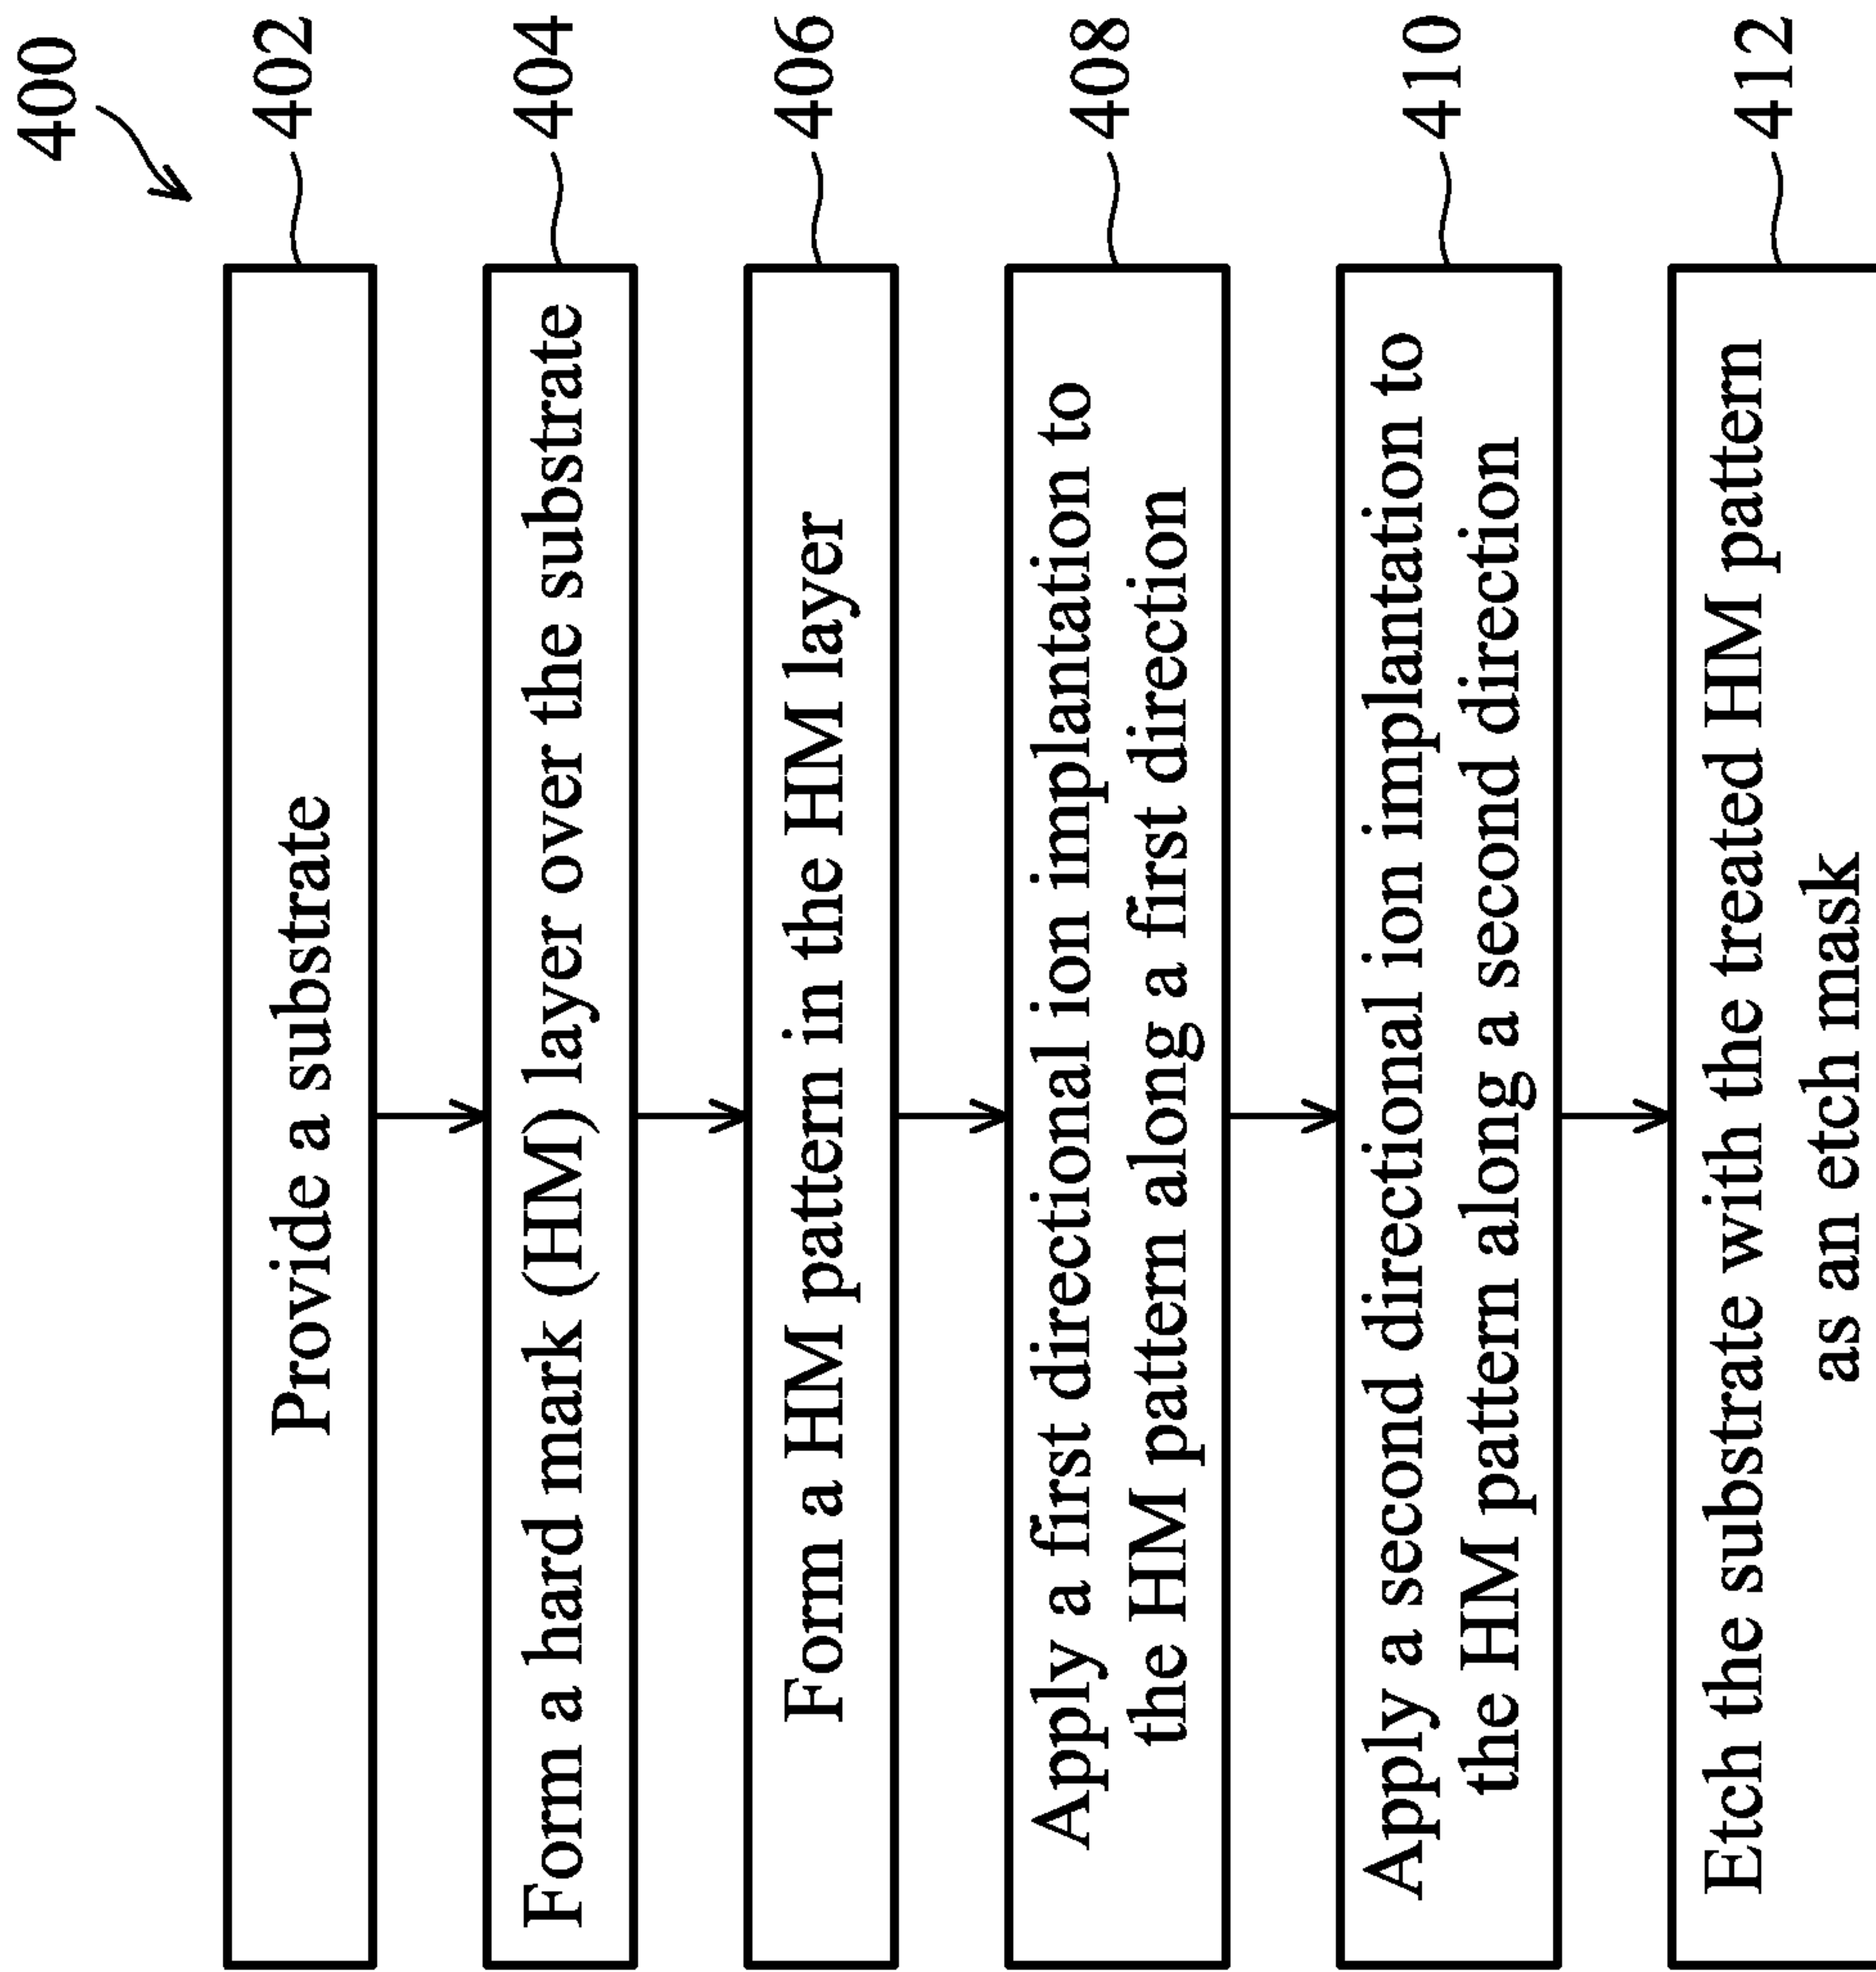 400
Provide a substrate
402
Form a hard mark (HM) layer over the substrate
404
Form a HM pattern in the HM layer
406
Apply a first directional ion implantation to
the HM pattern along a first direction
408
Apply a second directional ion implantation to
the HM pattern along a second direction
410
Etch the substrate with the treated HM pattern
as an etch mask
412